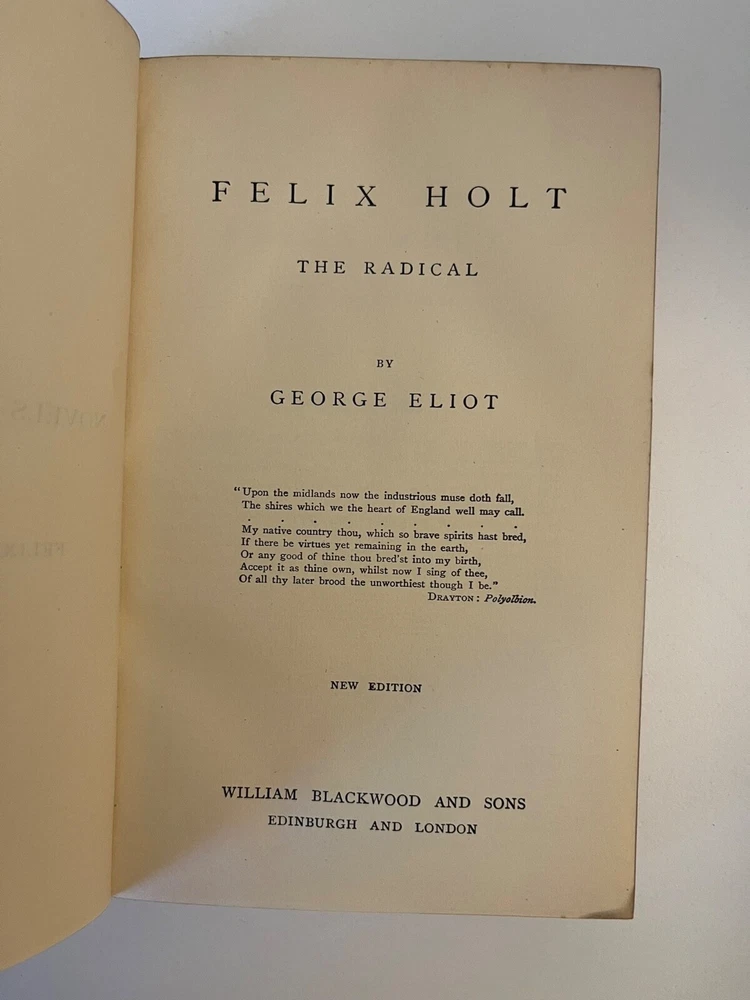 FELIX HOLT
THE RADICAL
BY
GEORGE ELIOT
"Upon the midlands now the industrious muse doth fall,
The shires which we the heart of England well may call.
. . . . . . . .
My native country thou, which so brave spirits hast bred,
If there be virtues yet remaining in the earth,
Or any good of thine thou bred'st into my birth,
Accept it as thine own, whilst now I sing of thee,
Of all thy later brood the unworthiest though I be."
DRAYTON: Polyolbion.
NEW EDITION
WILLIAM BLACKWOOD AND SONS
EDINBURGH AND LONDON